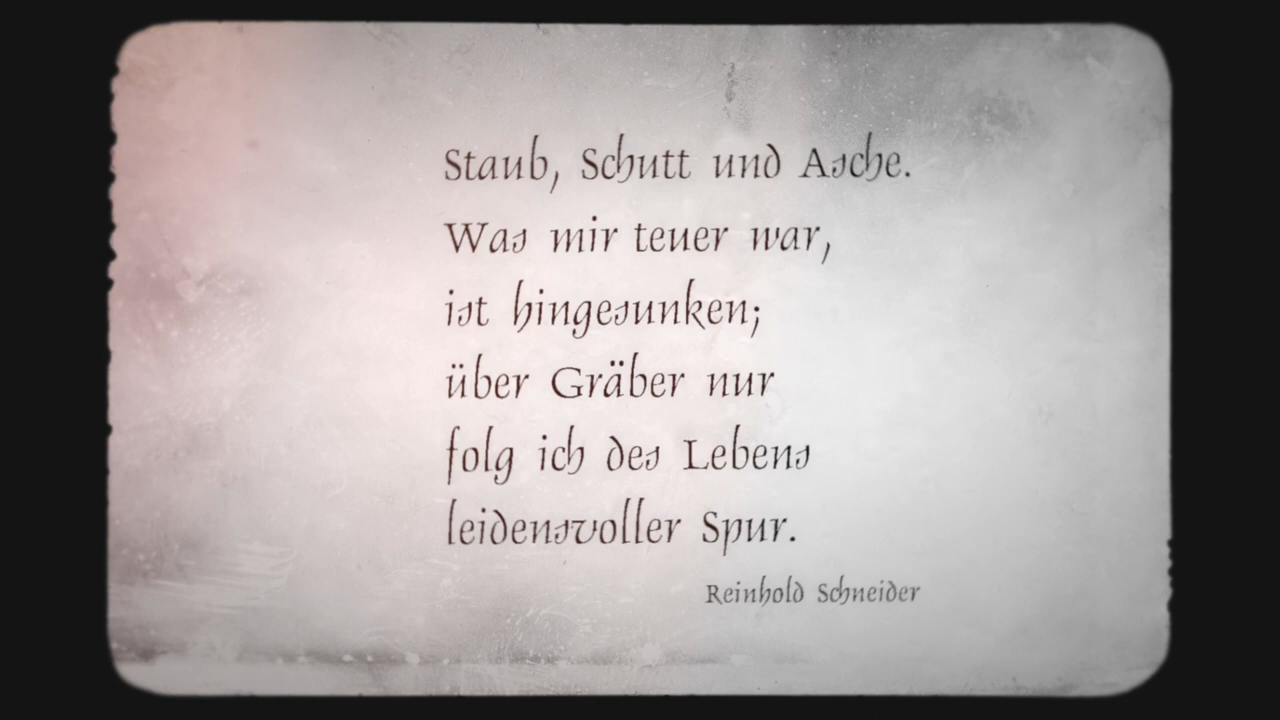 Staub, Schutt und Asche.
Was mir teuer war,
ist hingesunken;
über Gräber nur
folg ich des Lebens
leidensvoller Spur.
Reinhold Schneider